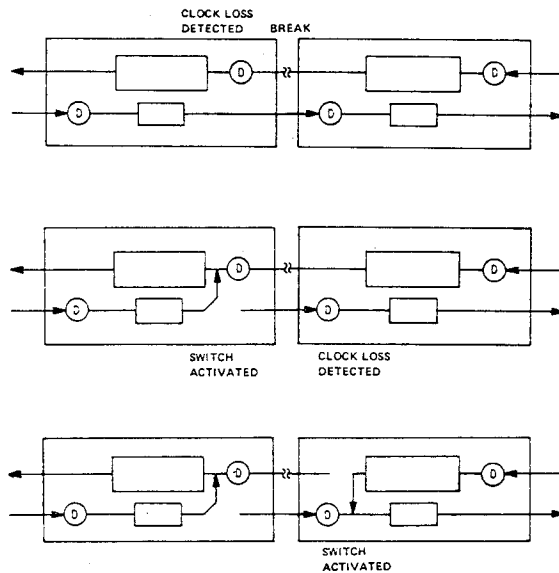 CLOCK LOSS
DETECTED BREAK
D D
D D
D D
D D
SWITCH
ACTIVATED
CLOCK LOSS
DETECTED
D D
D D
SWITCH
ACTIVATED